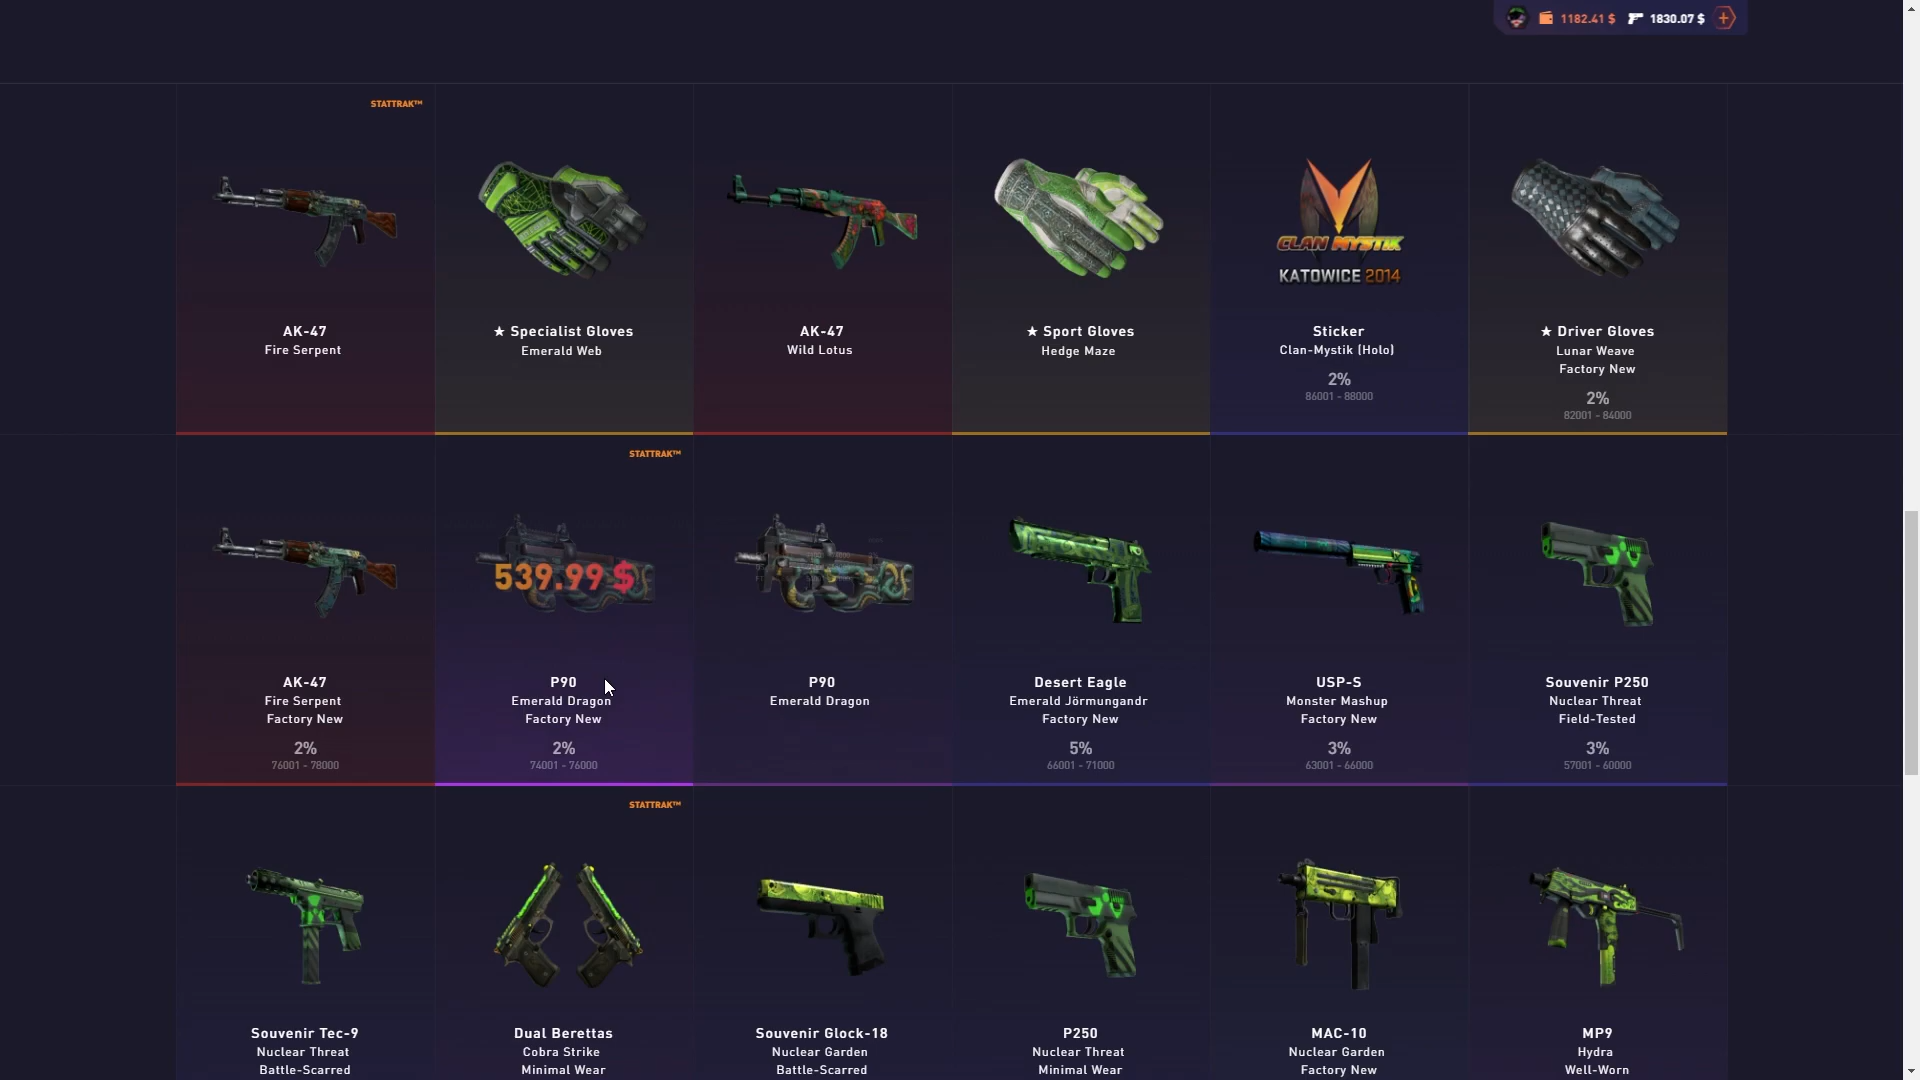 1182.41 $ 1830.07 $
STATTRAK™
CLAN MYSTIK
KATOWICE 2014
AK-47
Fire Serpent
★ Specialist Gloves
Emerald Web
AK-47
Wild Lotus
★ Sport Gloves
Hedge Maze
Sticker
Clan-Mystik (Holo)
2%
86001 - 88000
★ Driver Gloves
Lunar Weave
Factory New
2%
82001 - 84000
AK-47
Fire Serpent
Factory New
2%
76001 - 78000
STATTRAK™
539.99 $
P90
Emerald Dragon
Factory New
2%
74001 - 76000
P90
Emerald Dragon
Desert Eagle
Emerald Jörmungandr
Factory New
5%
66001 - 71000
USP-S
Monster Mashup
Factory New
3%
63001 - 66000
Souvenir P250
Nuclear Threat
Field-Tested
3%
57001 - 60000
Souvenir Tec-9
Nuclear Threat
Battle-Scarred
STATTRAK™
Dual Berettas
Cobra Strike
Minimal Wear
Souvenir Glock-18
Nuclear Garden
Battle-Scarred
P250
Nuclear Threat
Minimal Wear
MAC-10
Nuclear Garden
Factory New
MP9
Hydra
Well-Worn